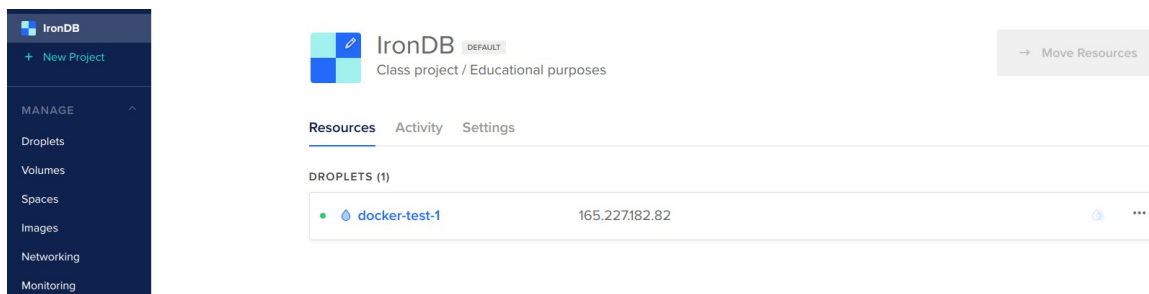 IronDB
+ New Project
MANAGE
Droplets
Volumes
Spaces
Images
Networking
Monitoring
IronDB DEFAULT
Class project / Educational purposes
→ Move Resources
Resources Activity Settings
DROPLETS (1)
docker-test-1 165.227.182.82